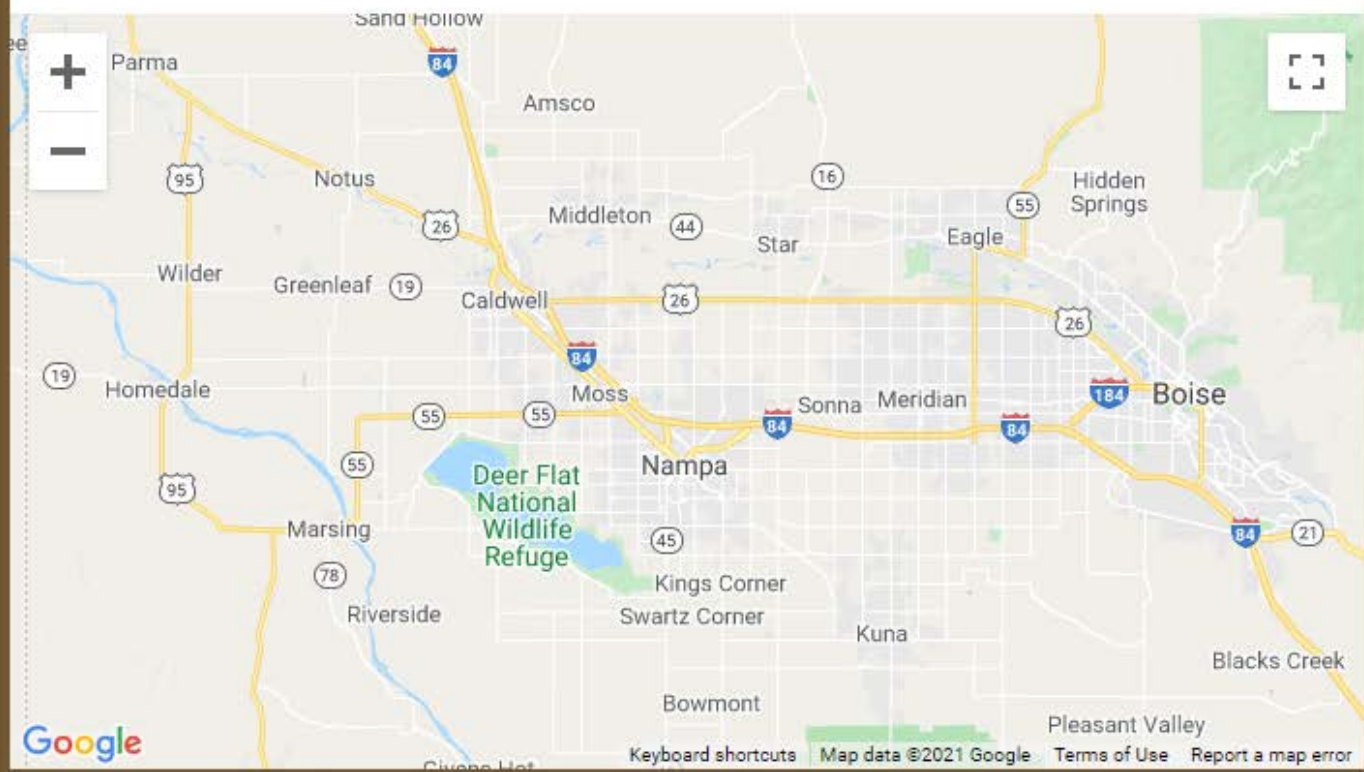 Sand Hollow
Parma
84
Amsco
95
Notus
16
Hidden
Springs
55
Middleton
44
26
Star
Eagle
Wilder
Greenleaf
19
Caldwell
26
26
84
19
Homedale
Moss
55
55
Sonna
Meridian
184
Boise
84
84
55
Nampa
Deer Flat
National
Wildlife
Refuge
95
Marsing
45
84
21
78
Kings Corner
Riverside
Swartz Corner
Kuna
Blacks Creek
Bowmont
Pleasant Valley
Google
Keyboard shortcuts
Map data ©2021 Google
Terms of Use
Report a map error